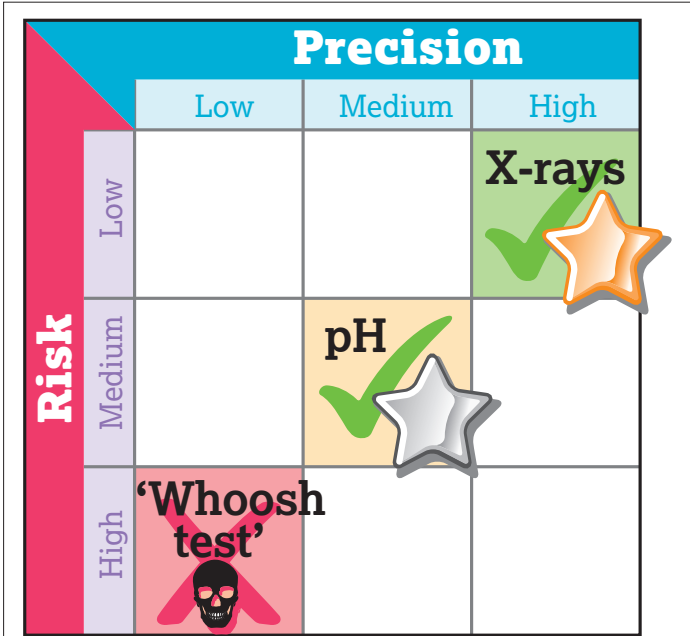 Precision
Low
Medium
High
Risk
Low
X-rays
Medium
pH
High
‘Whoosh
test’